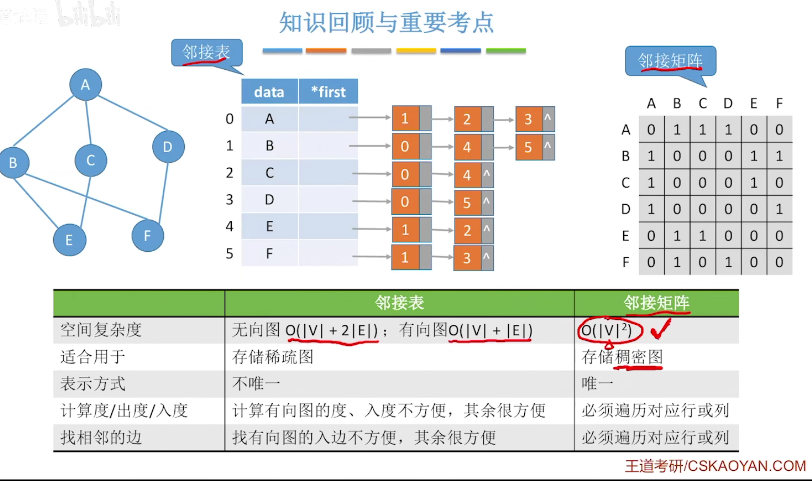 bilibili
知识回顾与重要考点
邻接表
邻接矩阵
data *first
0 A 1 2 3 ^
1 B 0 4 5 ^
2 C 0 4 ^
3 D 0 5 ^
4 E 1 2 ^
5 F 1 3 ^
A
B
C
D
E
F
A B C D E F
A 0 1 1 1 0 0
B 1 0 0 0 1 1
C 1 0 0 0 1 0
D 1 0 0 0 0 1
E 0 1 1 0 0 0
F 0 1 0 1 0 0
邻接表 邻接矩阵
空间复杂度 无向图 O(|V| + 2|E|)；有向图O(|V| + |E|) O(|V|²)
适合用于 存储稀疏图 存储稠密图
表示方式 不唯一 唯一
计算度/出度/入度 计算有向图的度、入度不方便，其余很方便 必须遍历对应行或列
找相邻的边 找有向图的入边不方便，其余很方便 必须遍历对应行或列
王道考研/CSKAOYAN.COM